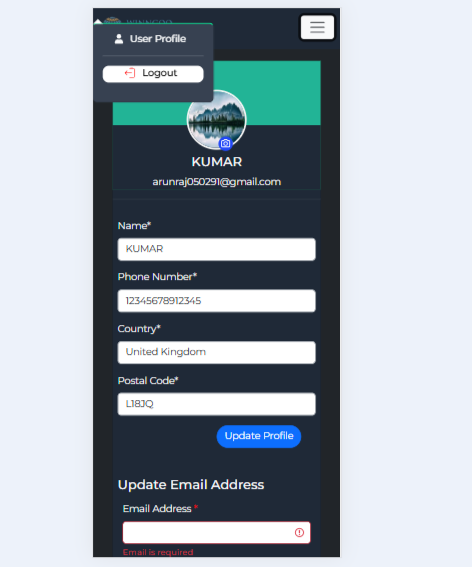 User Profile
Logout
KUMAR
arunraj050291@gmail.com
Name*
KUMAR
Phone Number*
12345678912345
Country*
United Kingdom
Postal Code*
L18JQ
Update Profile
Update Email Address
Email Address *
Email is required